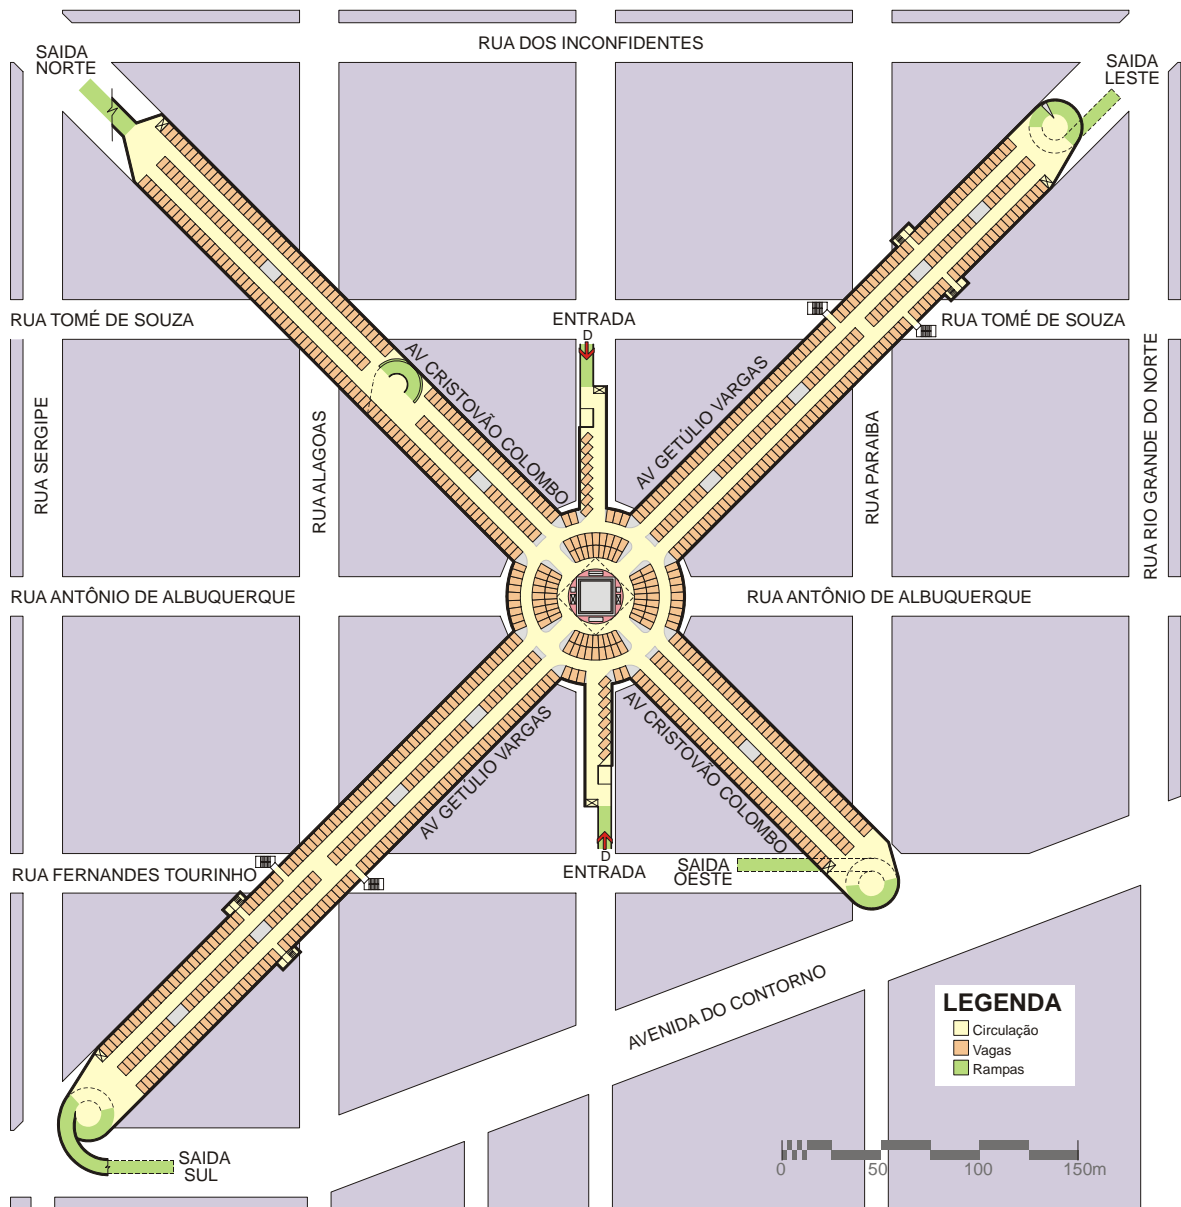 RUA DOS INCONFIDENTES
SAIDA
NORTE
SAIDA
LESTE
RUA TOMÉ DE SOUZA
ENTRADA
D
RUA TOMÉ DE SOUZA
RUA SERGIPE
RUA ALAGOAS
AV CRISTOVÃO COLOMBO
AV GETÚLIO VARGAS
RUA PARAIBA
RUA RIO GRANDE DO NORTE
RUA ANTÔNIO DE ALBUQUERQUE
RUA ANTÔNIO DE ALBUQUERQUE
AV GETÚLIO VARGAS
AV CRISTOVÃO COLOMBO
D
ENTRADA
RUA FERNANDES TOURINHO
SAIDA
OESTE
AVENIDA DO CONTORNO
LEGENDA
Circulação
Vagas
Rampas
SAIDA
SUL
0 50 100 150m